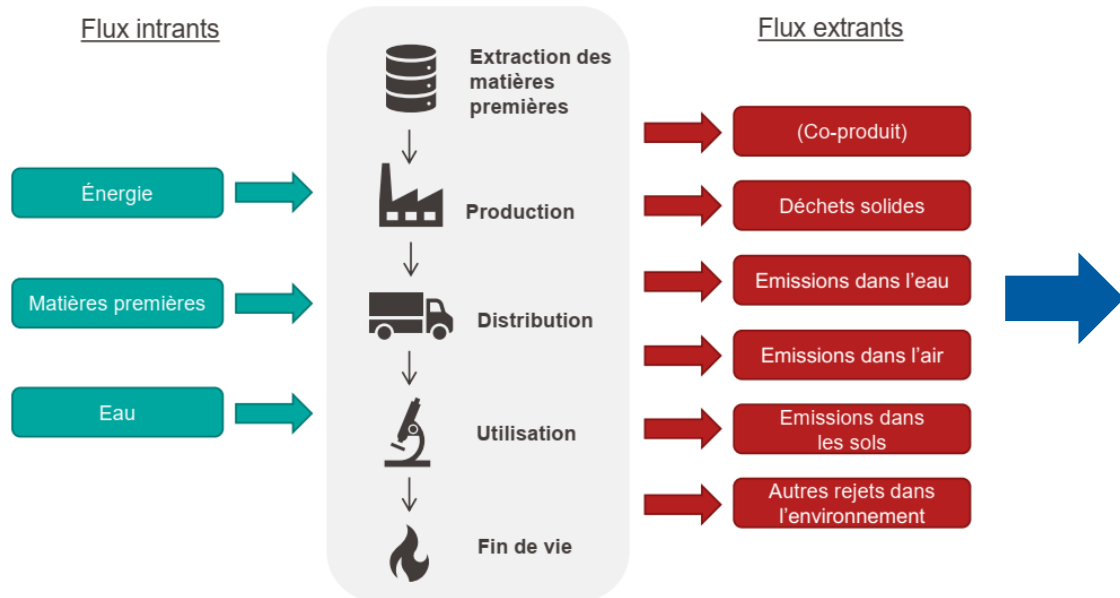 Flux intrants
Énergie
Matières premières
Eau
Extraction des
matières
premières
Production
Distribution
Utilisation
Fin de vie
Flux extrants
(Co-produit)
Déchets solides
Emissions dans l'eau
Emissions dans l'air
Emissions dans
les sols
Autres rejets dans
l'environnement